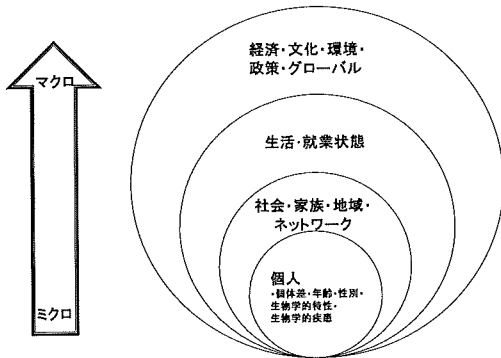 マクロ
ミクロ
経済・文化・環境・
政策・グローバル
生活・就業状態
社会・家族・地域・
ネットワーク
個人
・個体差・年齢・性別・
生物学的特性・
生物学的疾患